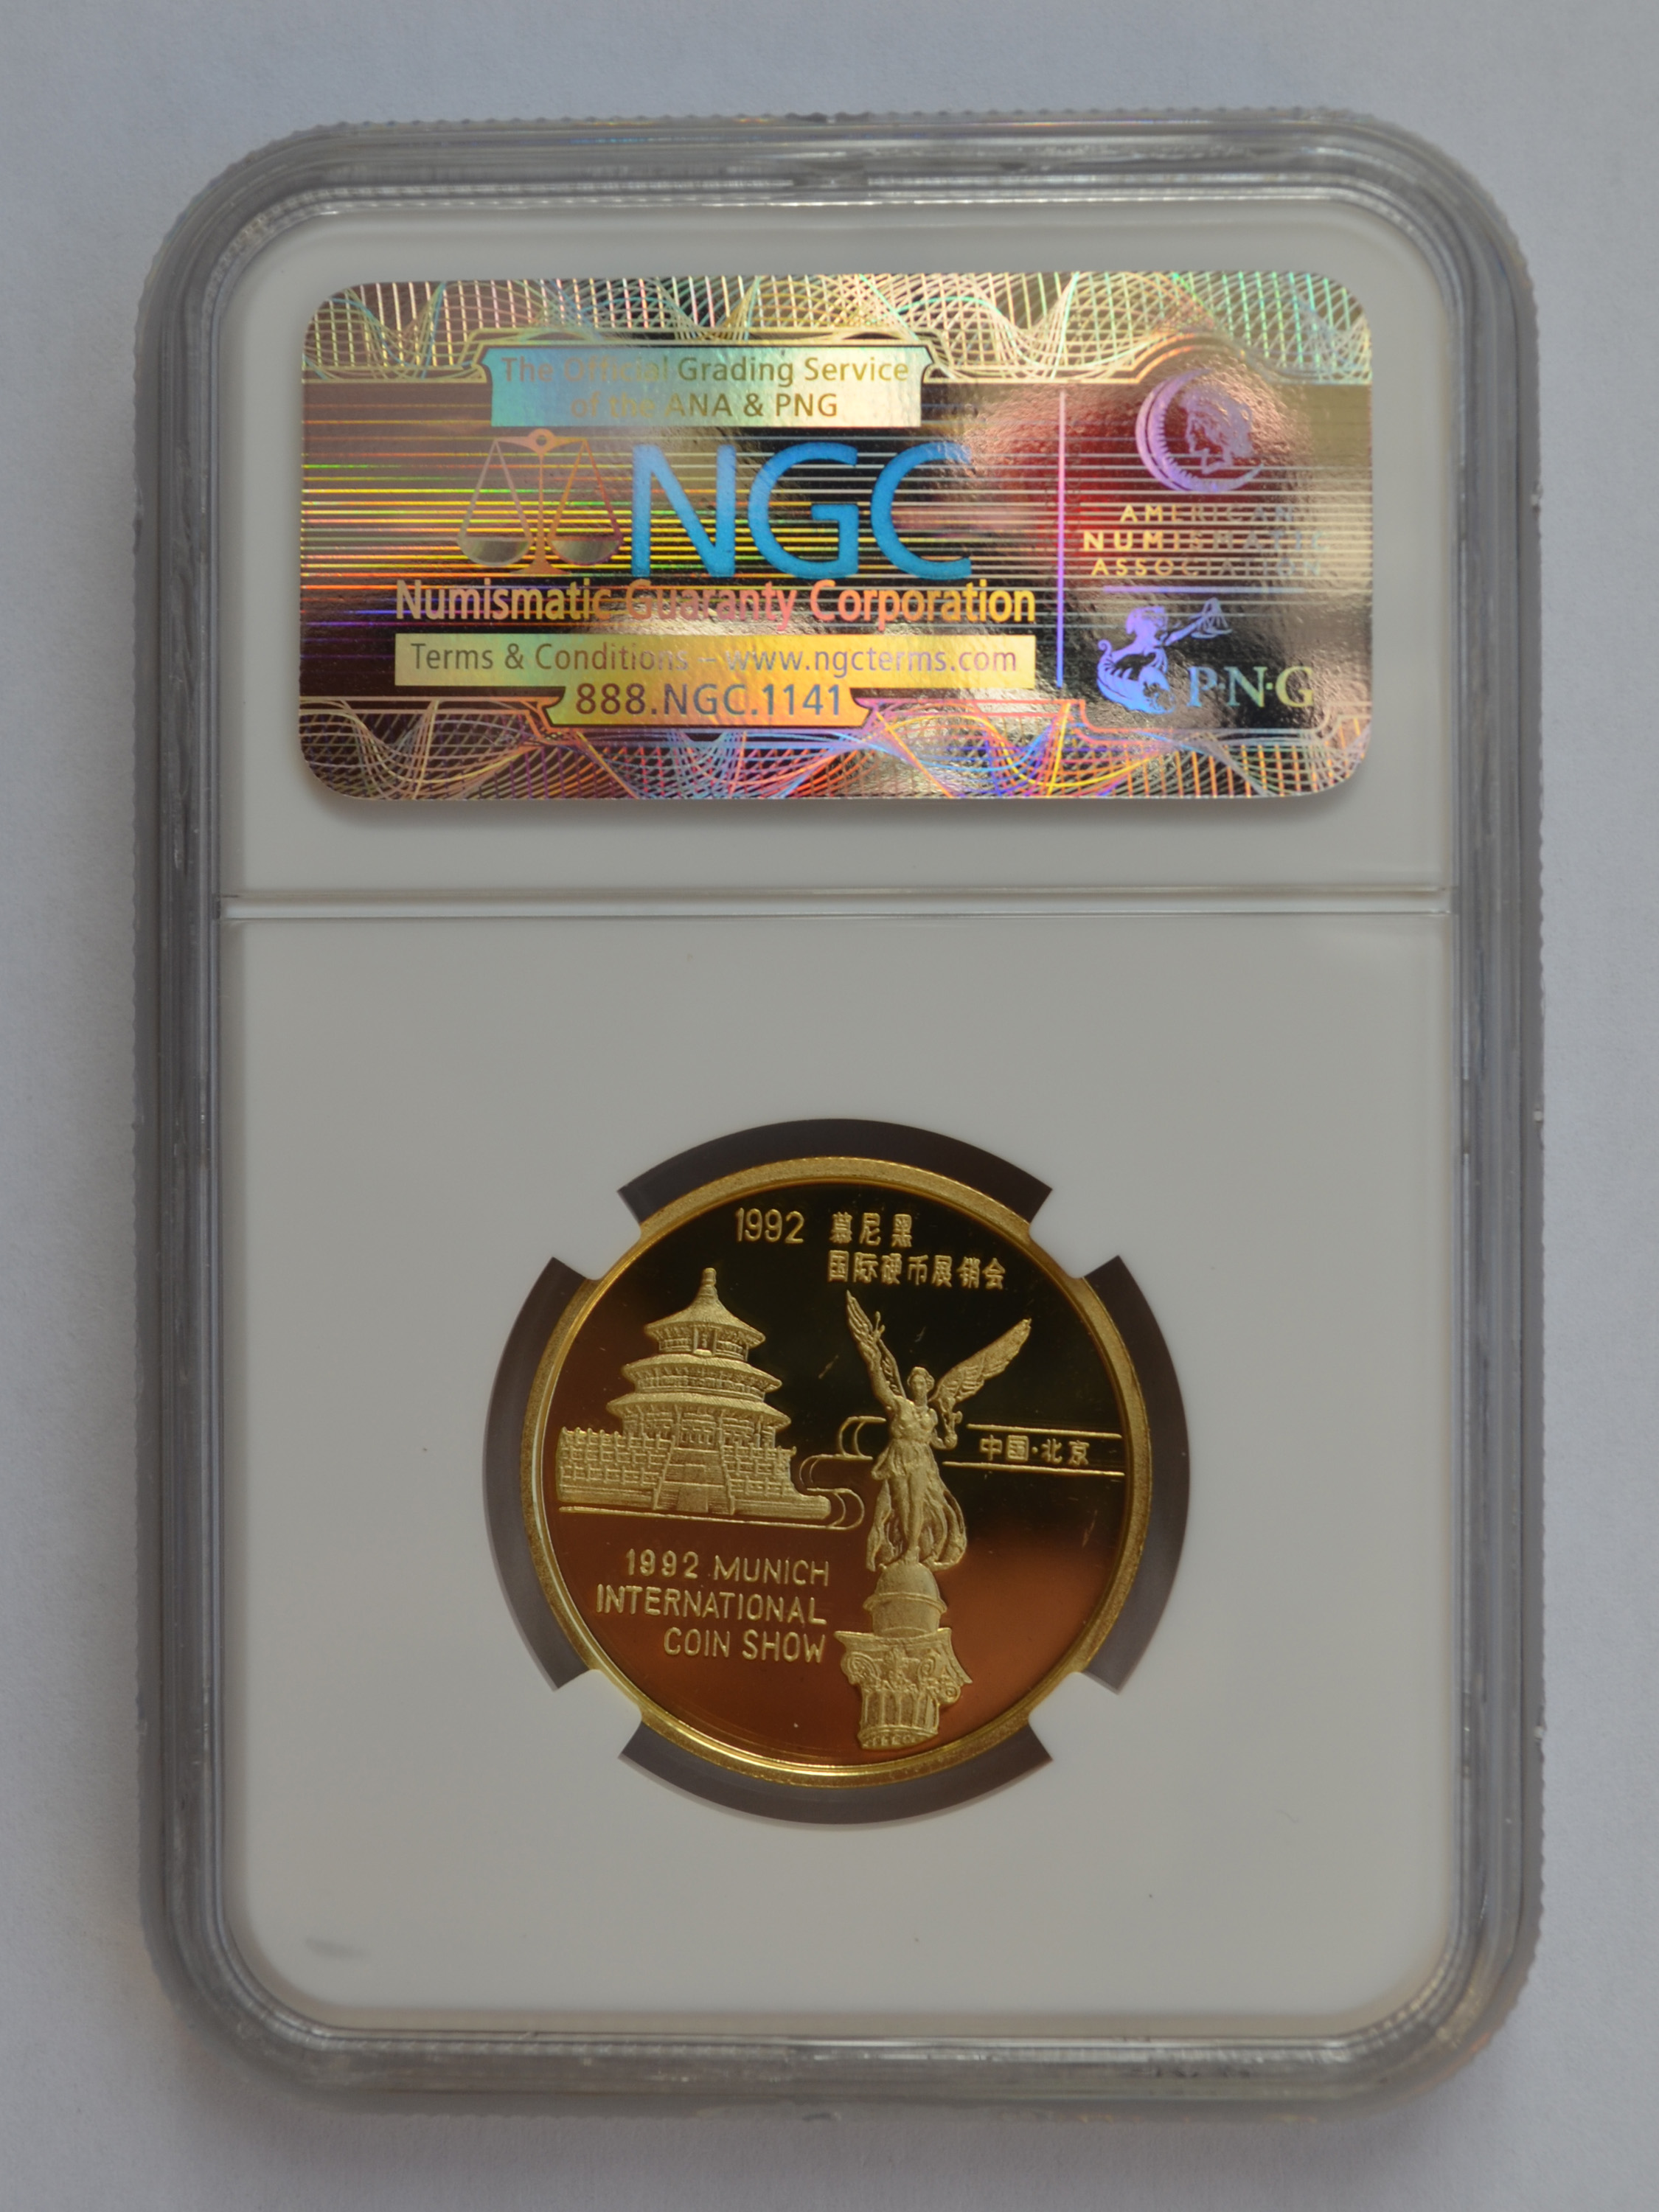 The Official Grading Service
of the ANA & PNG
NGC
Numismatic Guaranty Corporation
Terms & Conditions – www.ngcterms.com
888.NGC.1141
AMERICAN
NUMISMATIC
ASSOCIATION
P·N·G
1992 慕尼黑
国际硬币展销会
中国·北京
1992 MUNICH
INTERNATIONAL
COIN SHOW